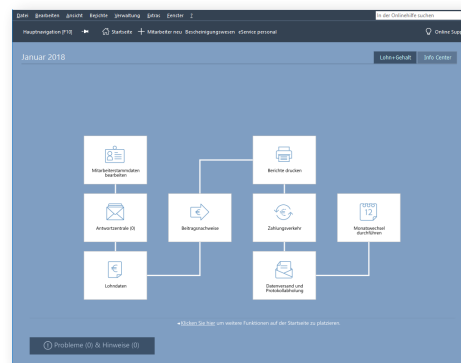 Datei Bearbeiten Ansicht Berichte Verwaltung Extras Fenster ?
In der Onlinehilfe suchen
Hauptnavigation [F10] Startseite Mitarbeiter neu Bescheinigungswesen eService personal
Online Supp
Januar 2018
Lohn+Gehalt Info Center
Mitarbeiterstammdaten
bearbeiten
Berichte drucken
Antwortzentrale (0)
Beitragsnachweise
Zahlungsverkehr
12
Monatswechsel
durchführen
Lohndaten
Datenversand und
Protokollabholung
Klicken Sie hier um weitere Funktionen auf der Startseite zu platzieren.
Probleme (0) & Hinweise (0)